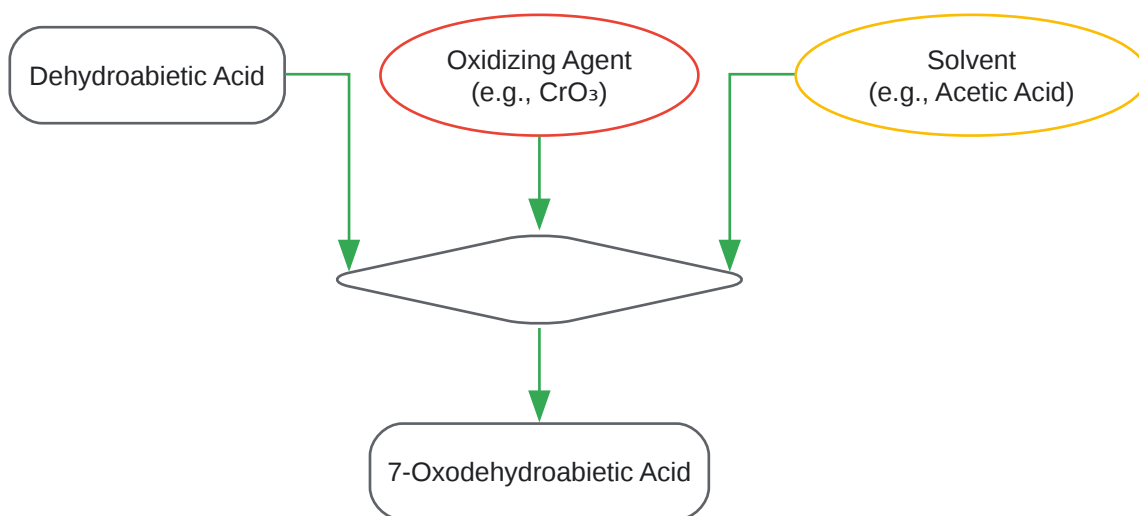 Dehydroabietic Acid
Oxidizing Agent
(e.g., CrO₃)
Solvent
(e.g., Acetic Acid)
7-Oxodehydroabietic Acid